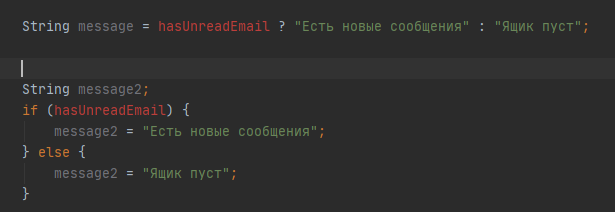 String message = hasUnreadEmail ? "Есть новые сообщения" : "Ящик пуст";
String message2;
if (hasUnreadEmail) {
message2 = "Есть новые сообщения";
} else {
message2 = "Ящик пуст";
}